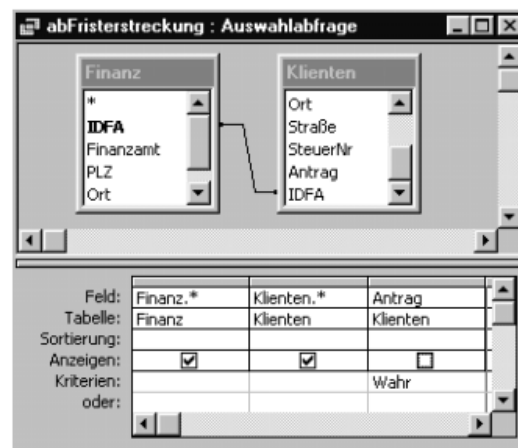 abFristerstreckung : Auswahlabfrage
Finanz
*
IDFA
Finanzamt
PLZ
Ort
Klienten
Ort
Straße
SteuerNr
Antrag
IDFA
Feld: Finanz.* Klienten.* Antrag
Tabelle: Finanz Klienten Klienten
Sortierung:
Anzeigen:
Kriterien: Wahr
oder: